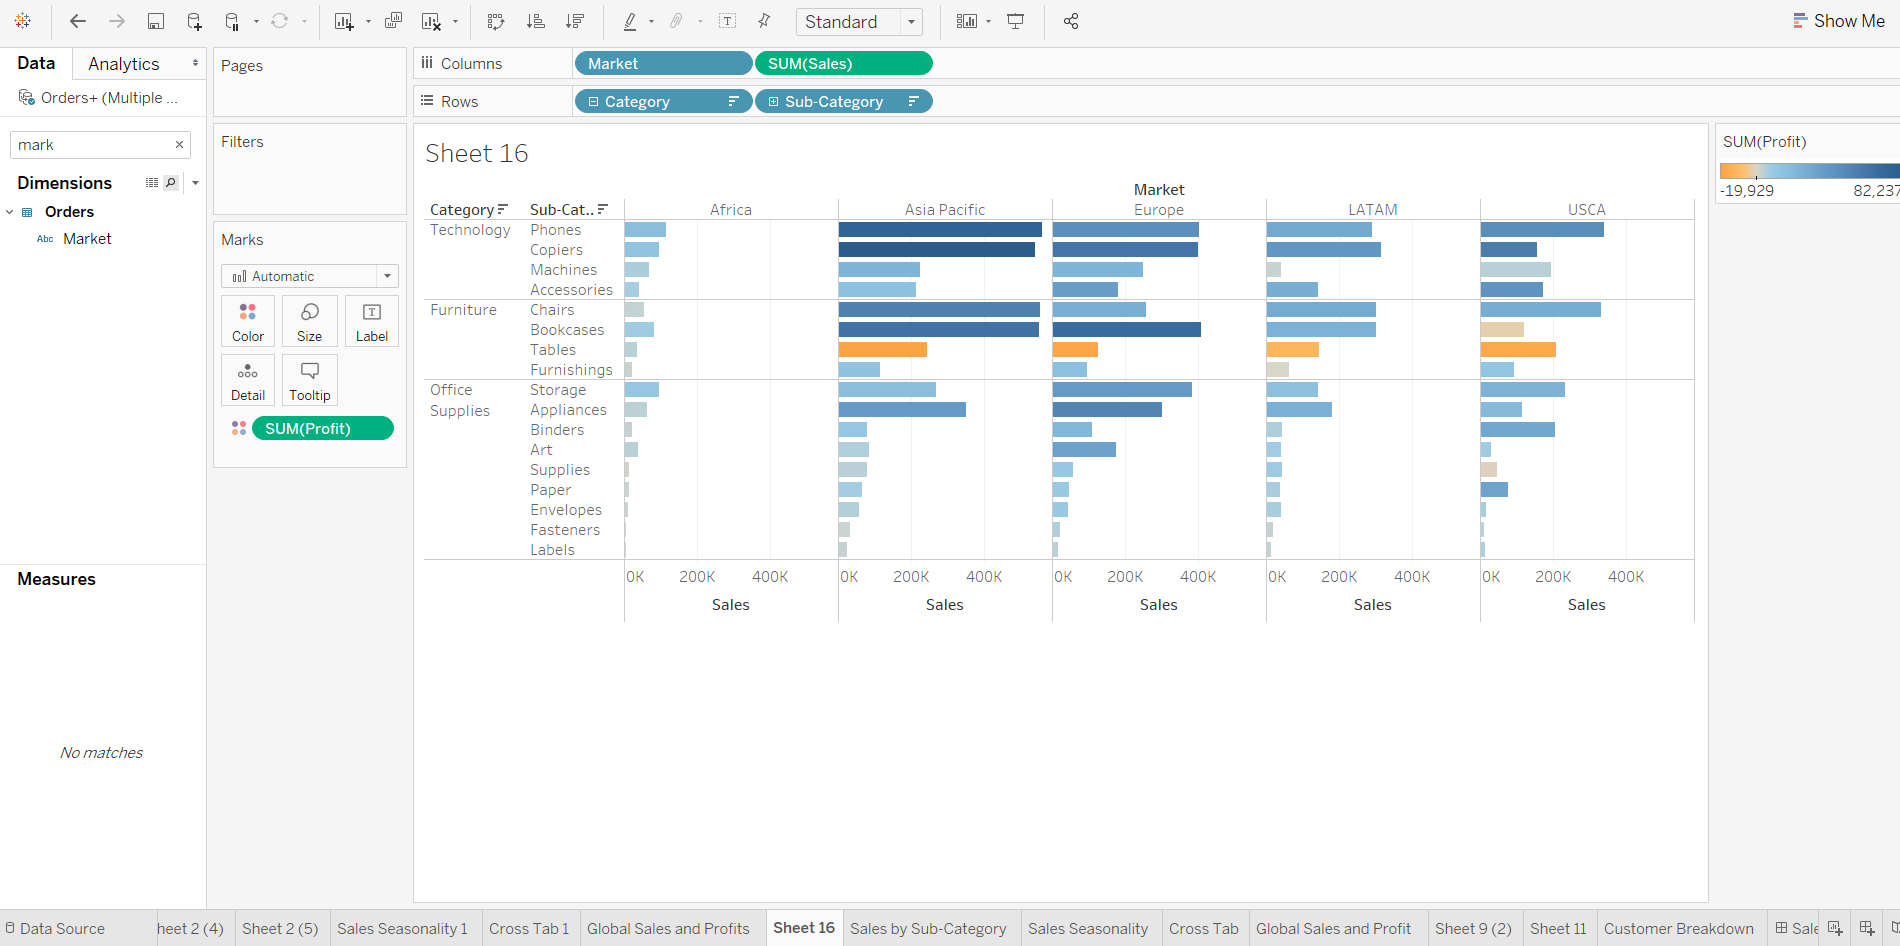 Standard
Show Me
Data
Analytics
Orders+ (Multiple ...
mark
Dimensions
Orders
Abc Market
Measures
No matches
Pages
Filters
Marks
Automatic
Color
Size
Label
Detail
Tooltip
SUM(Profit)
Columns
Market
SUM(Sales)
Rows
Category
Sub-Category
Sheet 16
Market
Category
Sub-Cat..
Africa
Asia Pacific
Europe
LATAM
USCA
Technology
Phones
Copiers
Machines
Accessories
Furniture
Chairs
Bookcases
Tables
Furnishings
Office
Supplies
Storage
Appliances
Binders
Art
Supplies
Paper
Envelopes
Fasteners
Labels
0K 200K 400K
0K 200K 400K
0K 200K 400K
0K 200K 400K
0K 200K 400K
Sales
Sales
Sales
Sales
Sales
SUM(Profit)
-19,929
82,237
Data Source
heet 2 (4)
Sheet 2 (5)
Sales Seasonality 1
Cross Tab 1
Global Sales and Profits
Sheet 16
Sales by Sub-Category
Sales Seasonality
Cross Tab
Global Sales and Profit
Sheet 9 (2)
Sheet 11
Customer Breakdown
Sale